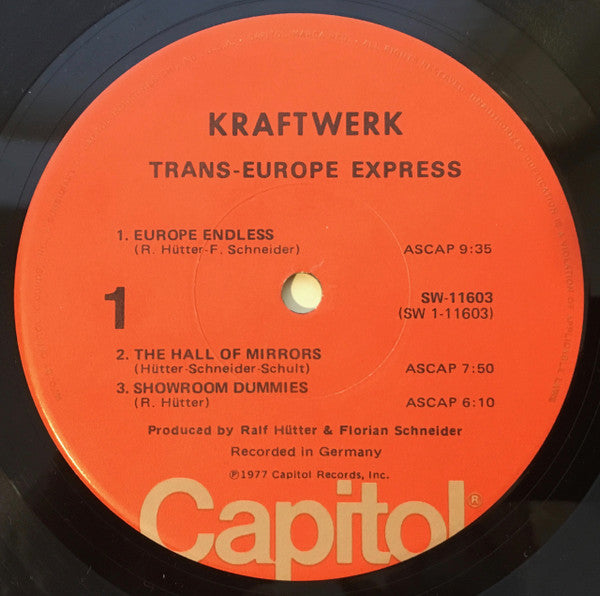 KRAFTWERK
TRANS-EUROPE EXPRESS
1. EUROPE ENDLESS
(R. Hütter-F. Schneider) ASCAP 9:35
1
SW-11603
(SW 1-11603)
2. THE HALL OF MIRRORS
(Hütter-Schneider-Schult) ASCAP 7:50
3. SHOWROOM DUMMIES
(R. Hütter) ASCAP 6:10
Produced by Ralf Hütter & Florian Schneider
Recorded in Germany
℗1977 Capitol Records, Inc.
Capitol®